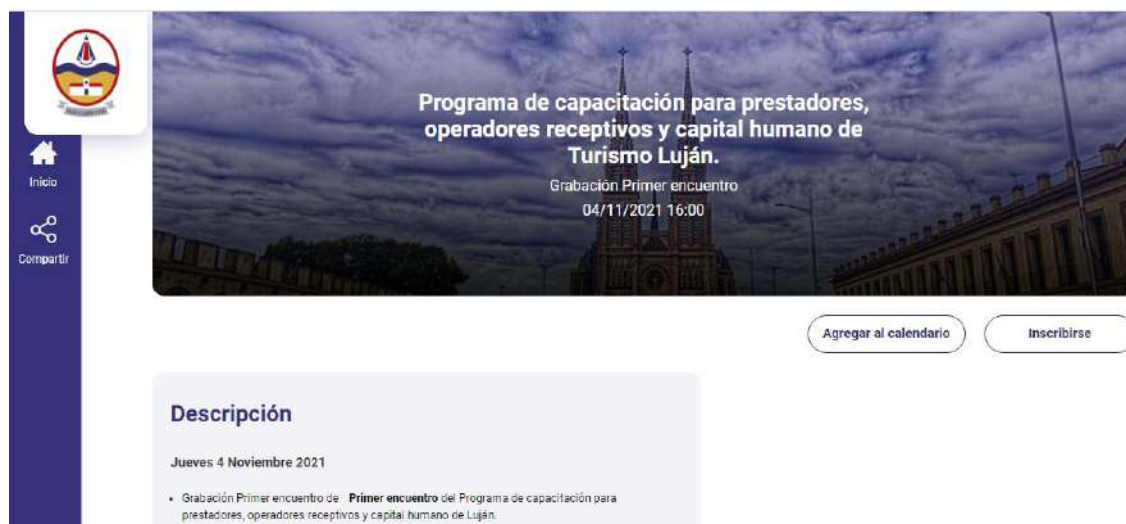 Programa de capacitación para prestadores,
operadores receptivos y capital humano de
Turismo Luján.
Grabación Primer encuentro
04/11/2021 16:00
Inicio
Compartir
Agregar al calendario
Inscribirse
Descripción
Jueves 4 Noviembre 2021
• Grabación Primer encuentro de Primer encuentro del Programa de capacitación para
prestadores, operadores receptivos y capital humano de Luján.